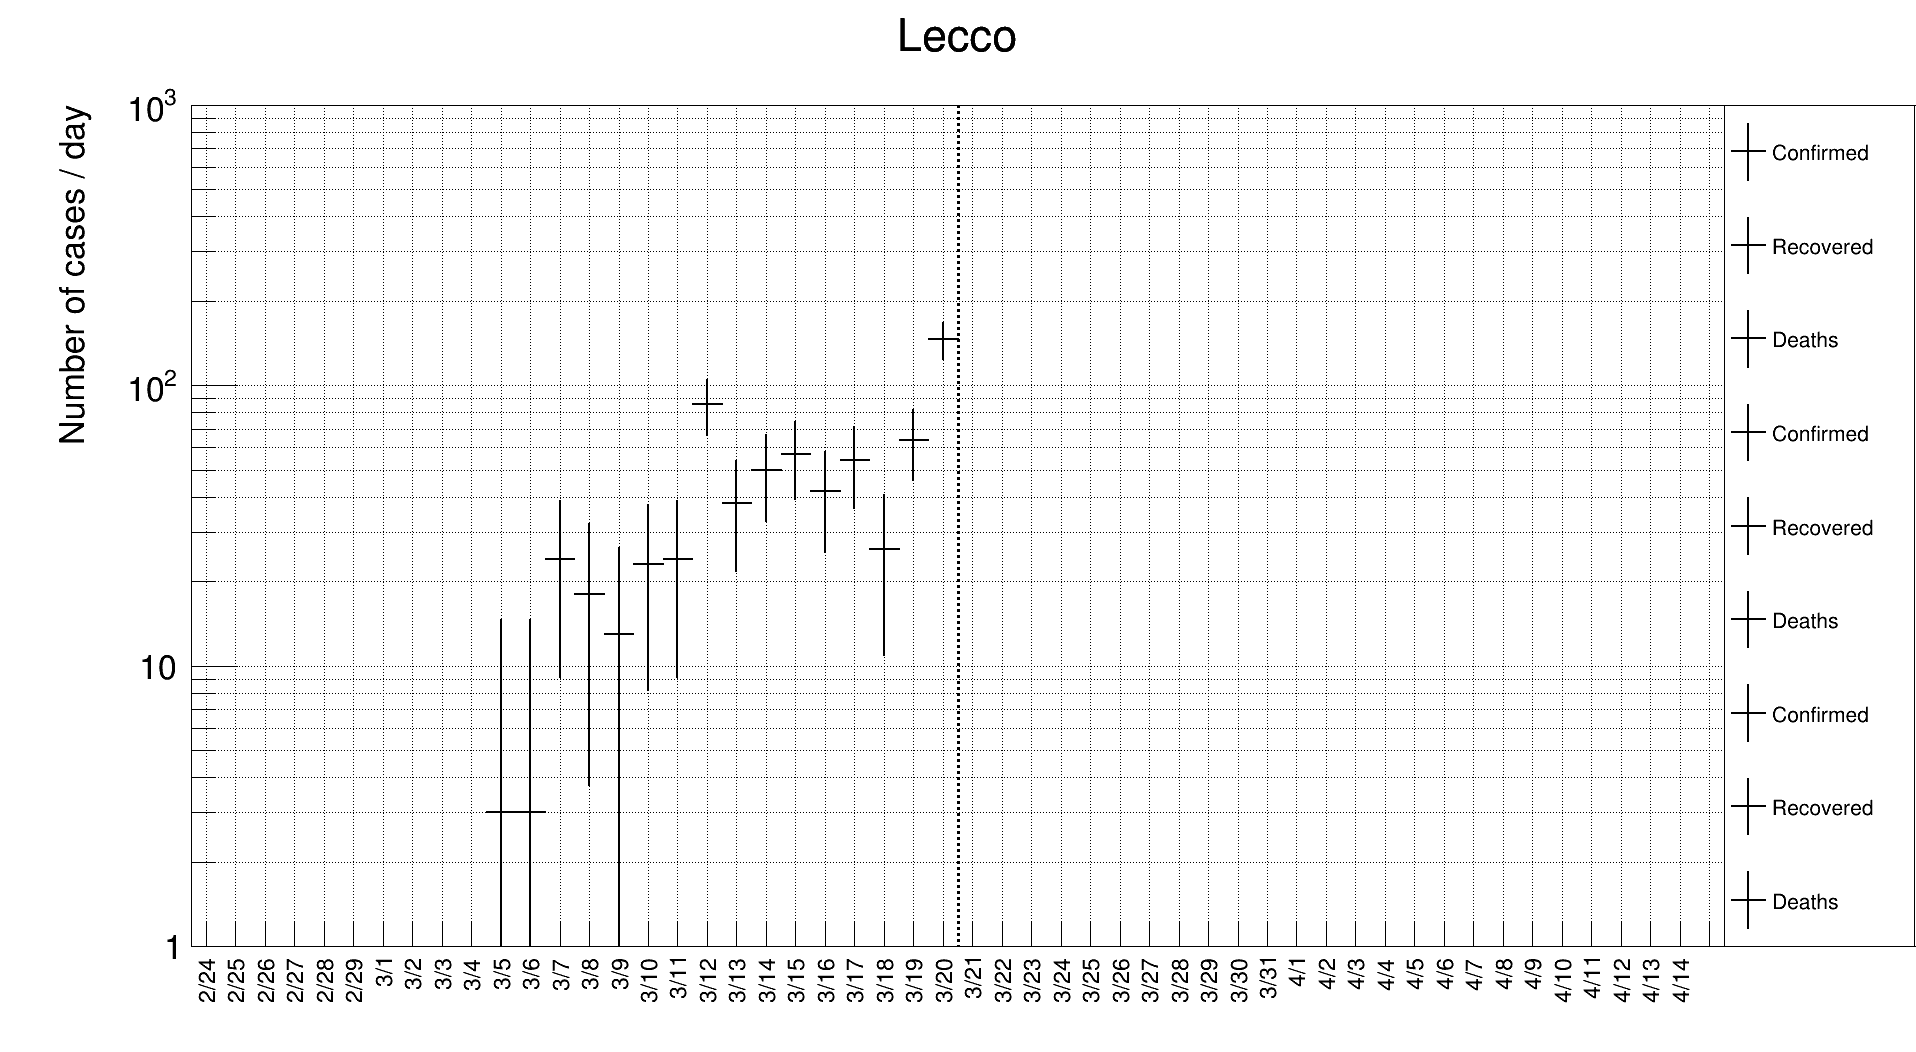 Lecco
Number of cases / day
10³
10²
10
1
2/24 2/25 2/26 2/27 2/28 2/29 3/1 3/2 3/3 3/4 3/5 3/6 3/7 3/8 3/9 3/10 3/11 3/12 3/13 3/14 3/15 3/16 3/17 3/18 3/19 3/20 3/21 3/22 3/23 3/24 3/25 3/26 3/27 3/28 3/29 3/30 3/31 4/1 4/2 4/3 4/4 4/5 4/6 4/7 4/8 4/9 4/10 4/11 4/12 4/13 4/14
Confirmed
Recovered
Deaths
Confirmed
Recovered
Deaths
Confirmed
Recovered
Deaths